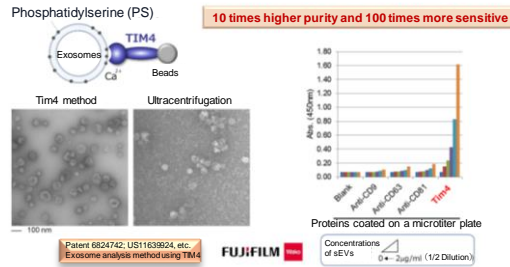 Phosphatidylserine (PS)
10 times higher purity and 100 times more sensitive
TIM4
Exosomes
Ca2+
Beads
Tim4 method
Ultracentrifugation
100 nm
Abs. (450nm)
1.80
1.60
1.40
1.20
1.00
0.80
0.60
0.40
0.20
0.00
Blank
Anti-CD9
Anti-CD63
Anti-CD81
Tim4
Proteins coated on a microtiter plate
Patent 6824742; US11639924, etc.
Exosome analysis method using TIM4
FUJIFILM
Wako
Concentrations
of sEVs
0 ←2μg/ml (1/2 Dilution)